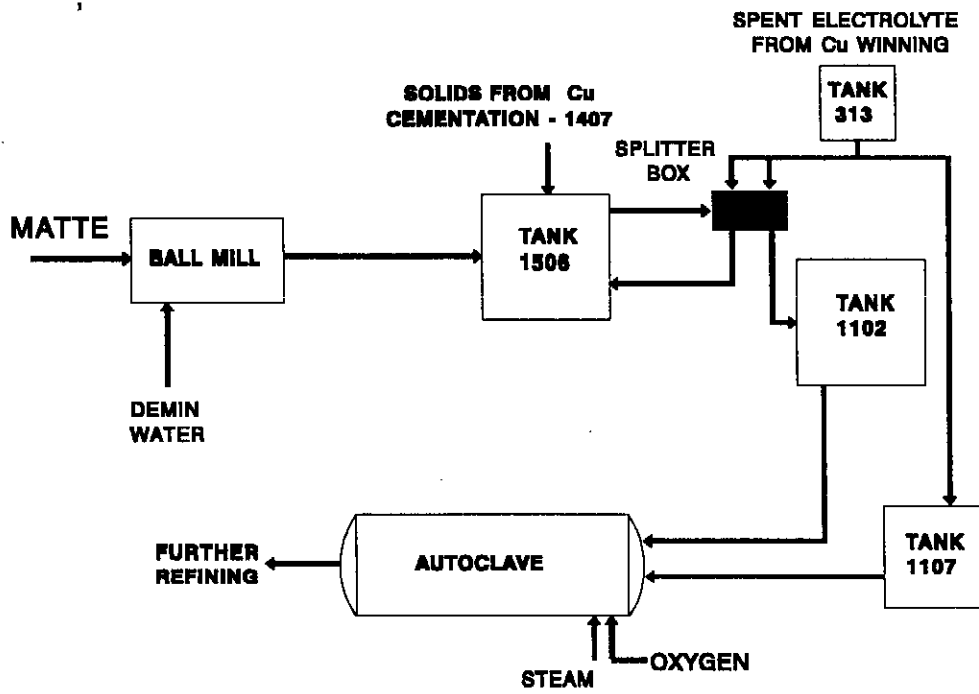 SPENT ELECTROLYTE
FROM Cu WINNING
TANK
313
SOLIDS FROM Cu
CEMENTATION - 1407
SPLITTER
BOX
MATTE
BALL MILL
TANK
1506
TANK
1102
DEMIN
WATER
FURTHER
REFINING
AUTOCLAVE
TANK
1107
STEAM
OXYGEN